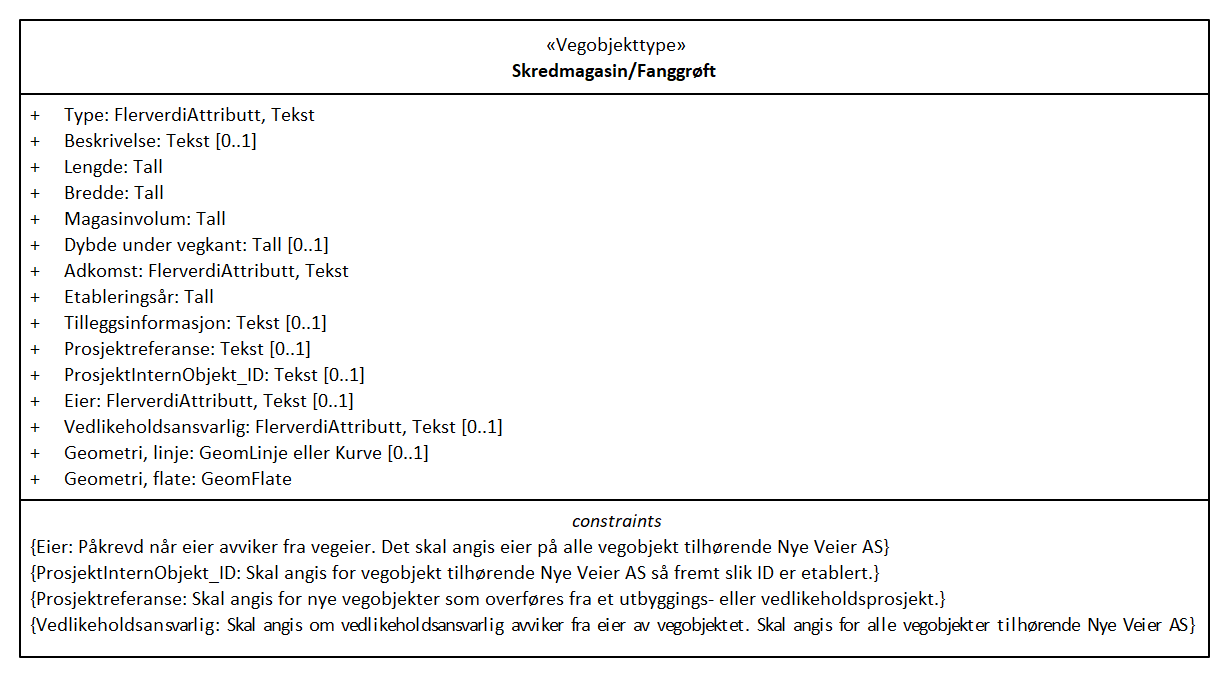 «Vegobjekttype»
Skredmagasin/Fanggrøft
+ Type: FlerverdiAttributt, Tekst
+ Beskrivelse: Tekst [0..1]
+ Lengde: Tall
+ Bredde: Tall
+ Magasinvolum: Tall
+ Dybde under vegkant: Tall [0..1]
+ Adkomst: FlerverdiAttributt, Tekst
+ Etableringsår: Tall
+ Tilleggsinformasjon: Tekst [0..1]
+ Prosjektreferanse: Tekst [0..1]
+ ProsjektInternObjekt_ID: Tekst [0..1]
+ Eier: FlerverdiAttributt, Tekst [0..1]
+ Vedlikeholdsansvarlig: FlerverdiAttributt, Tekst [0..1]
+ Geometri, linje: GeomLinje eller Kurve [0..1]
+ Geometri, flate: GeomFlate
constraints
{Eier: Påkrevd når eier avviker fra vegeier. Det skal angis eier på alle vegobjekt tilhørende Nye Veier AS}
{ProsjektInternObjekt_ID: Skal angis for vegobjekt tilhørende Nye Veier AS så fremt slik ID er etablert.}
{Prosjektreferanse: Skal angis for nye vegobjekter som overføres fra et utbyggings- eller vedlikeholdsprosjekt.}
{Vedlikeholdsansvarlig: Skal angis om vedlikeholdsansvarlig avviker fra eier av vegobjektet. Skal angis for alle vegobjekter tilhørende Nye Veier AS}